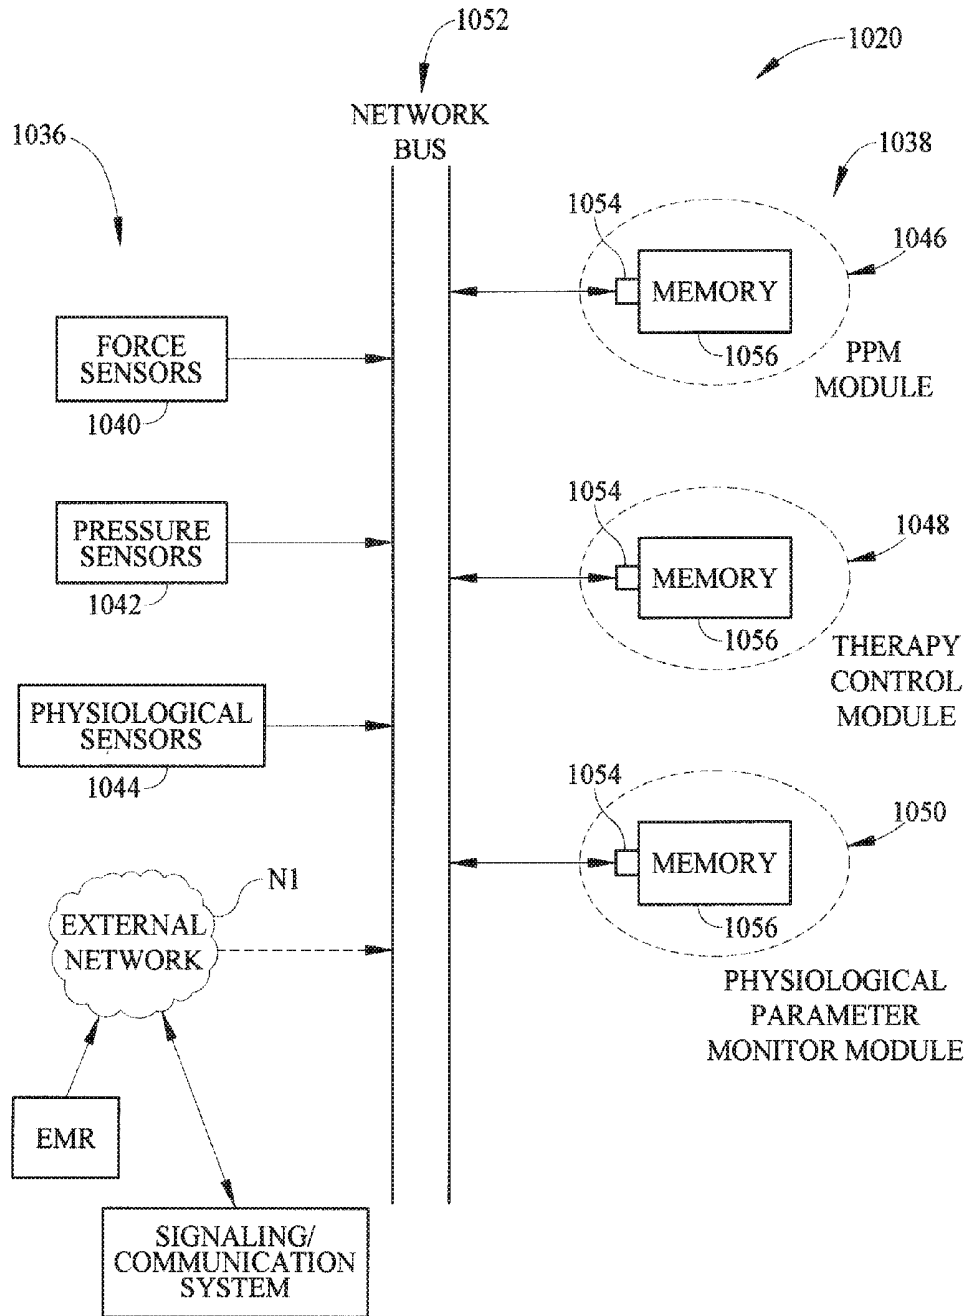 1052
1020
NETWORK
BUS
1036
1038
1054
1046
MEMORY
1056
PPM
MODULE
FORCE
SENSORS
1040
1054
1048
PRESSURE
SENSORS
1042
MEMORY
1056
THERAPY
CONTROL
MODULE
PHYSIOLOGICAL
SENSORS
1044
1054
1050
MEMORY
1056
PHYSIOLOGICAL
PARAMETER
MONITOR MODULE
N1
EXTERNAL
NETWORK
EMR
SIGNALING/
COMMUNICATION
SYSTEM